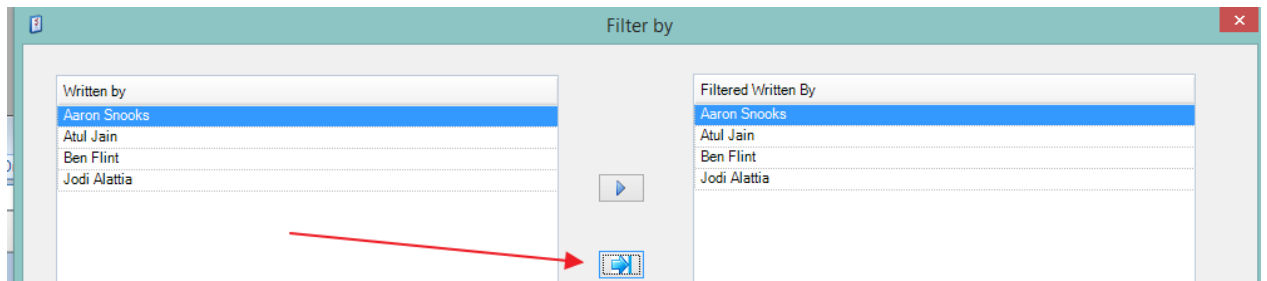 Filter by
Written by
Aaron Snooks
Atul Jain
Ben Flint
Jodi Alattia
Filtered Written By
Aaron Snooks
Atul Jain
Ben Flint
Jodi Alattia